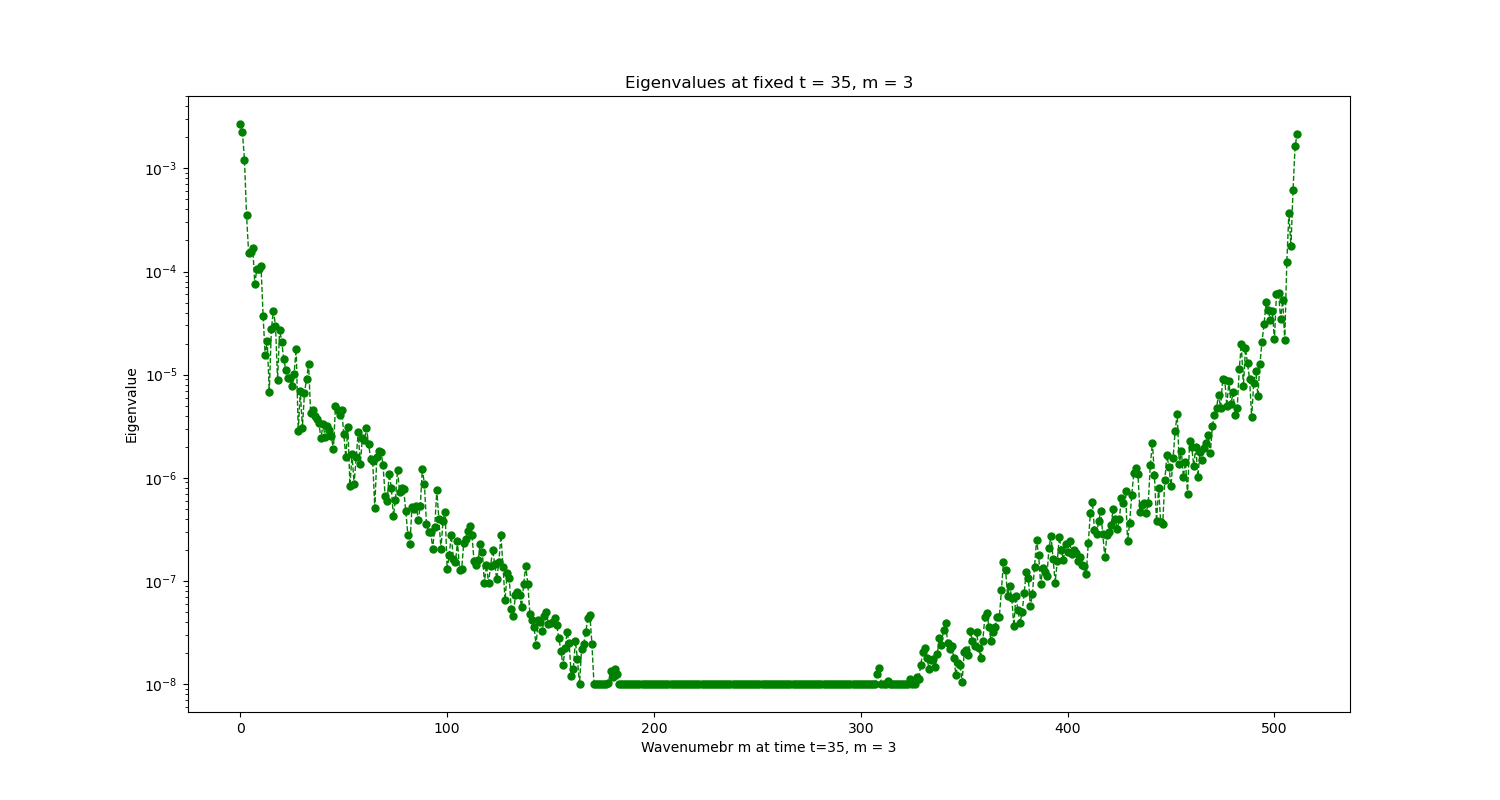 Eigenvalues at fixed t = 35, m = 3
Eigenvalue
10⁻³
10⁻⁴
10⁻⁵
10⁻⁶
10⁻⁷
10⁻⁸
0 100 200 300 400 500
Wavenumebr m at time t=35, m = 3